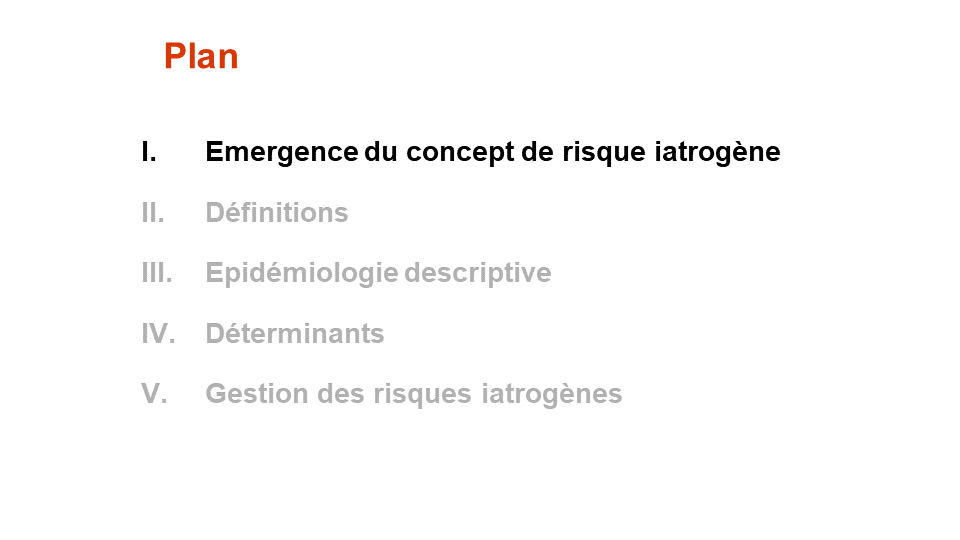 Plan
I. Emergence du concept de risque iatrogène
II. Définitions
III. Epidémiologie descriptive
IV. Déterminants
V. Gestion des risques iatrogènes